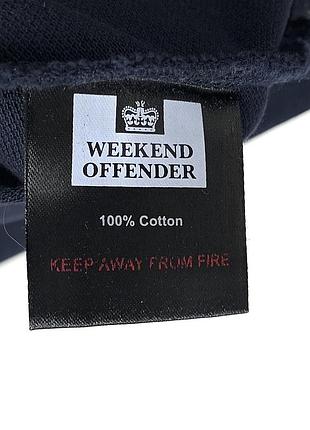 WEEKEND
OFFENDER
100% Cotton
KEEP AWAY FROM FIRE